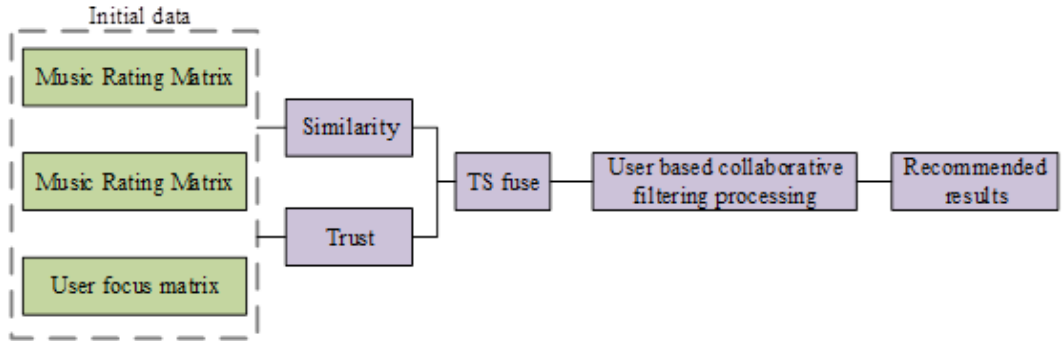 Initial data
Music Rating Matrix
Music Rating Matrix
User focus matrix
Similarity
Trust
TS fuse
User based collaborative
filtering processing
Recommended
results